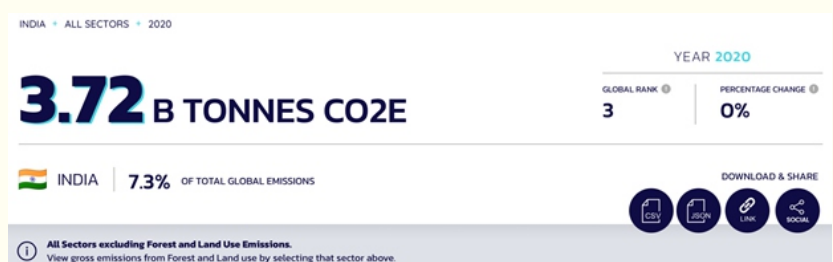 INDIA + ALL SECTORS + 2020
YEAR 2020
3.72 B TONNES CO2E
GLOBAL RANK
3
PERCENTAGE CHANGE
0%
INDIA
7.3% OF TOTAL GLOBAL EMISSIONS
DOWNLOAD & SHARE
CSV
JSON
LINK
SOCIAL
All Sectors excluding Forest and Land Use Emissions.
View gross emissions from Forest and Land use by selecting that sector above.